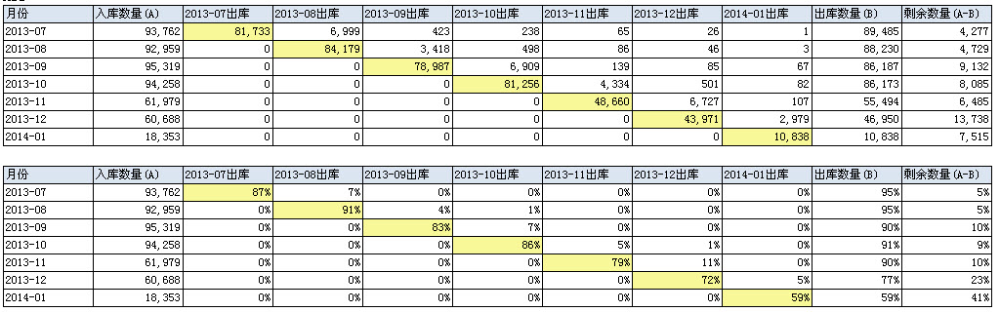 月份 入库数量(A) 2013-07出库 2013-08出库 2013-09出库 2013-10出库 2013-11出库 2013-12出库 2014-01出库 出库数量(B) 剩余数量(A-B)
2013-07 93,762 81,733 6,999 423 238 65 26 1 89,485 4,277
2013-08 92,959 0 84,179 3,418 498 86 46 3 88,230 4,729
2013-09 95,319 0 0 78,987 6,909 139 85 67 86,187 9,132
2013-10 94,258 0 0 0 81,256 4,334 501 82 86,173 8,085
2013-11 61,979 0 0 0 0 48,660 6,727 107 55,494 6,485
2013-12 60,688 0 0 0 0 0 43,971 2,979 46,950 13,738
2014-01 18,353 0 0 0 0 0 0 10,838 10,838 7,515
月份 入库数量(A) 2013-07出库 2013-08出库 2013-09出库 2013-10出库 2013-11出库 2013-12出库 2014-01出库 出库数量(B) 剩余数量(A-B)
2013-07 93,762 87% 7% 0% 0% 0% 0% 0% 95% 5%
2013-08 92,959 0% 91% 4% 1% 0% 0% 0% 95% 5%
2013-09 95,319 0% 0% 83% 7% 0% 0% 0% 90% 10%
2013-10 94,258 0% 0% 0% 86% 5% 1% 0% 91% 9%
2013-11 61,979 0% 0% 0% 0% 79% 11% 0% 90% 10%
2013-12 60,688 0% 0% 0% 0% 0% 72% 5% 77% 23%
2014-01 18,353 0% 0% 0% 0% 0% 0% 59% 59% 41%